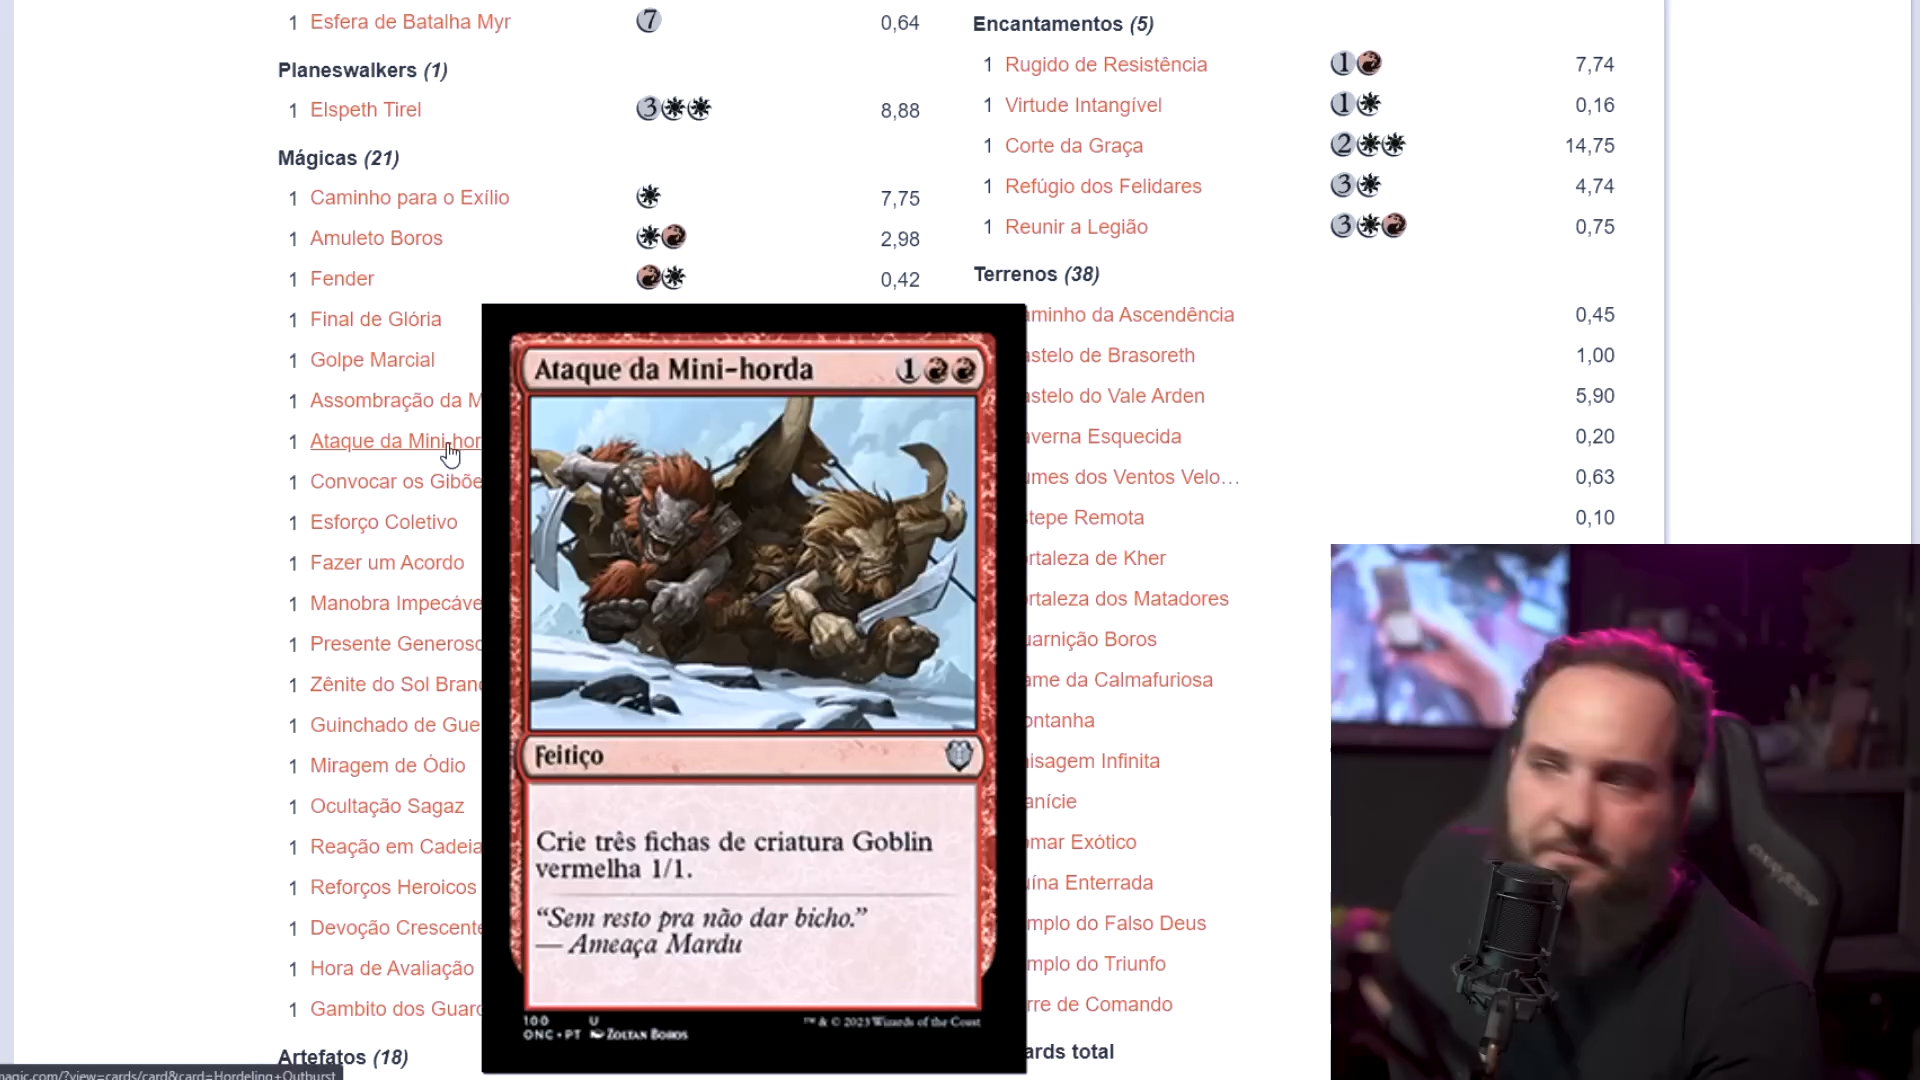 1 Esfera de Batalha Myr 7 0,64
Planeswalkers (1)
1 Elspeth Tirel 3 8,88
Mágicas (21)
1 Caminho para o Exílio 7,75
1 Amuleto Boros 2,98
1 Fender 0,42
1 Final de Glória
1 Golpe Marcial
1 Assombração da M
1 Ataque da Mini-hor
1 Convocar os Gibõe
1 Esforço Coletivo
1 Fazer um Acordo
1 Manobra Impecáve
1 Presente Generoso
1 Zênite do Sol Bran
1 Guinchado de Gue
1 Miragem de Ódio
1 Ocultação Sagaz
1 Reação em Cadeia
1 Reforços Heroicos
1 Devoção Crescente
1 Hora de Avaliação
1 Gambito dos Guar
Artefatos (18)
magic.com/?view=cards/card&card=Hordeling+Outburst
Ataque da Mini-horda 1
Feitiço
Crie três fichas de criatura Goblin
vermelha 1/1.
“Sem resto pra não dar bicho.”
— Ameaça Mardu
100 U
ONC • PT ZOLTAN BOROS
™ & © 2023 Wizards of the Coast
Encantamentos (5)
1 Rugido de Resistência 1 7,74
1 Virtude Intangível 1 0,16
1 Corte da Graça 2 14,75
1 Refúgio dos Felidares 3 4,74
1 Reunir a Legião 3 0,75
Terrenos (38)
aminho da Ascendência 0,45
astelo de Brasoreth 1,00
astelo do Vale Arden 5,90
averna Esquecida 0,20
umes dos Ventos Velo… 0,63
stepe Remota 0,10
rtaleza de Kher
rtaleza dos Matadores
uarnição Boros
ame da Calmafuriosa
ontanha
isagem Infinita
anície
omar Exótico
uína Enterrada
mplo do Falso Deus
mplo do Triunfo
rre de Comando
ards total